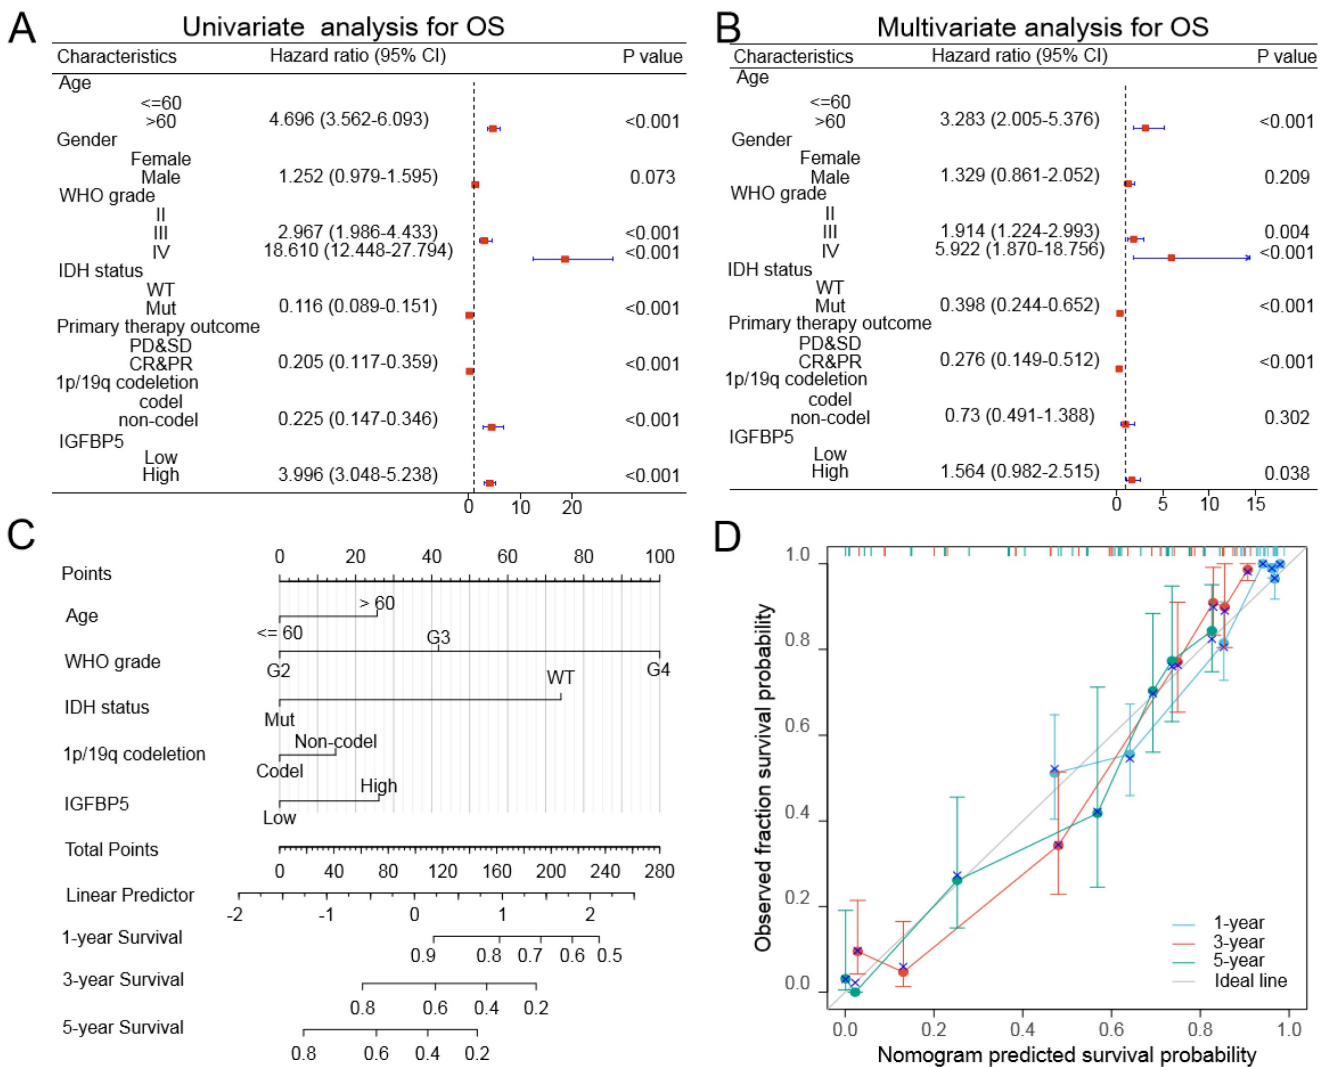 A
Univariate analysis for OS
Characteristics Hazard ratio (95% CI) P value
Age
<=60
>60 4.696 (3.562-6.093) <0.001
Gender
Female
Male 1.252 (0.979-1.595) 0.073
WHO grade
II
III 2.967 (1.986-4.433) <0.001
IV 18.610 (12.448-27.794) <0.001
IDH status
WT
Mut 0.116 (0.089-0.151) <0.001
Primary therapy outcome
PD&SD
CR&PR 0.205 (0.117-0.359) <0.001
1p/19q codeletion
codel
non-codel 0.225 (0.147-0.346) <0.001
IGFBP5
Low
High 3.996 (3.048-5.238) <0.001
0 10 20
B
Multivariate analysis for OS
Characteristics Hazard ratio (95% CI) P value
Age
<=60
>60 3.283 (2.005-5.376) <0.001
Gender
Female
Male 1.329 (0.861-2.052) 0.209
WHO grade
II
III 1.914 (1.224-2.993) 0.004
IV 5.922 (1.870-18.756) <0.001
IDH status
WT
Mut 0.398 (0.244-0.652) <0.001
Primary therapy outcome
PD&SD
CR&PR 0.276 (0.149-0.512) <0.001
1p/19q codeletion
codel
non-codel 0.73 (0.491-1.388) 0.302
IGFBP5
Low
High 1.564 (0.982-2.515) 0.038
0 5 10 15
C
0 20 40 60 80 100
Points
Age
> 60
<= 60
WHO grade
G3
G2 G4
IDH status
WT
Mut
1p/19q codeletion
Non-codel
Codel
IGFBP5
High
Low
Total Points
0 40 80 120 160 200 240 280
Linear Predictor
-2 -1 0 1 2
1-year Survival
0.9 0.8 0.7 0.6 0.5
3-year Survival
0.8 0.6 0.4 0.2
5-year Survival
0.8 0.6 0.4 0.2
D
Observed fraction survival probability
1.0
0.8
0.6
0.4
0.2
0.0
1-year
3-year
5-year
Ideal line
0.0 0.2 0.4 0.6 0.8 1.0
Nomogram predicted survival probability